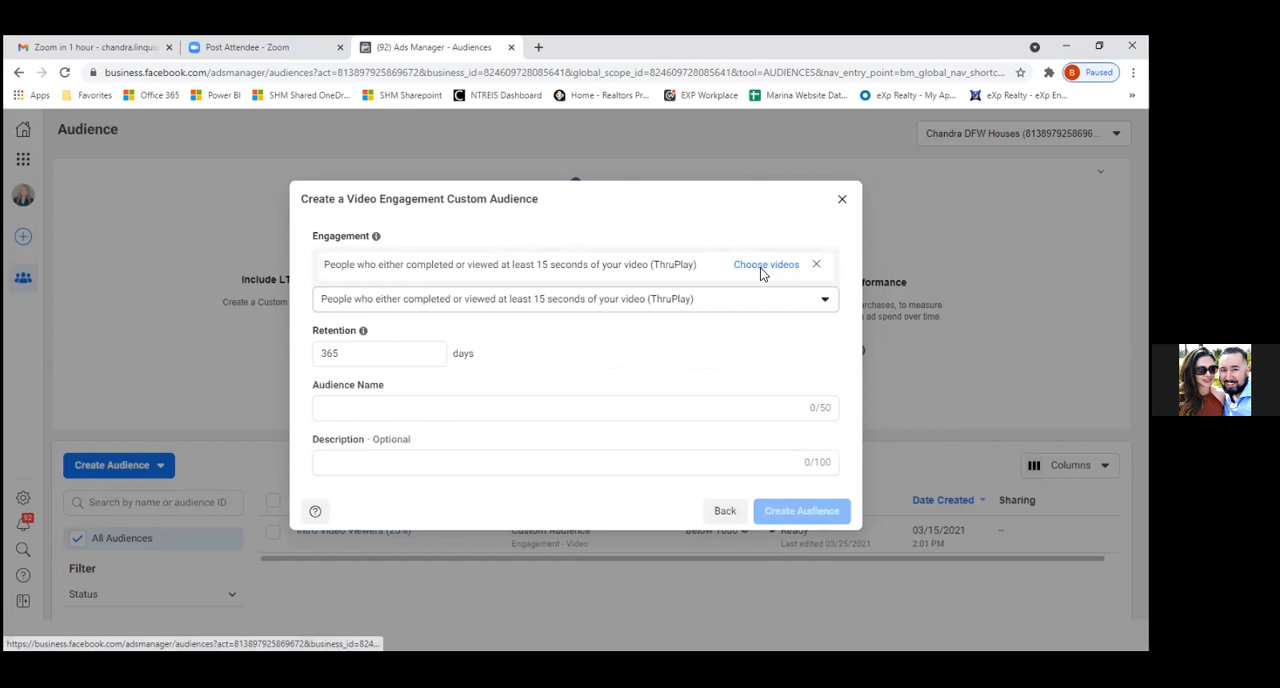 Zoom in 1 hour - chandra.linquis
Post Attendee - Zoom
(92) Ads Manager - Audiences
business.facebook.com/adsmanager/audiences?act=813897925869672&business_id=824609728085641&global_scope_id=824609728085641&tool=AUDIENCES&nav_entry_point=bm_global_nav_shortc...
B
Paused
Apps
Favorites
Office 365
Power BI
SHM Shared OneDr...
SHM Sharepoint
NTREIS Dashboard
Home - Realtors Pr...
EXP Workplace
Marina Website Dat...
eXp Realty - My Ap...
eXp Realty - eXp En...
Audience
Chandra DFW Houses (8138979258696...
Create a Video Engagement Custom Audience
Engagement
People who either completed or viewed at least 15 seconds of your video (ThruPlay)
Choose videos
People who either completed or viewed at least 15 seconds of your video (ThruPlay)
Include LT
Create a Custom
formance
urchases, to measure
ad spend over time.
Retention
365
days
Audience Name
0/50
Description · Optional
0/100
Back
Create Audience
Create Audience
Columns
Search by name or audience ID
Date Created
Sharing
92
All Audiences
Intro Video Viewers (25%)
Custom Audience
Engagement - Video
Below 1000
Ready
Last edited 03/25/2021
03/15/2021
2:01 PM
--
Filter
Status
https://business.facebook.com/adsmanager/audiences?act=813897925869672&business_id=824...